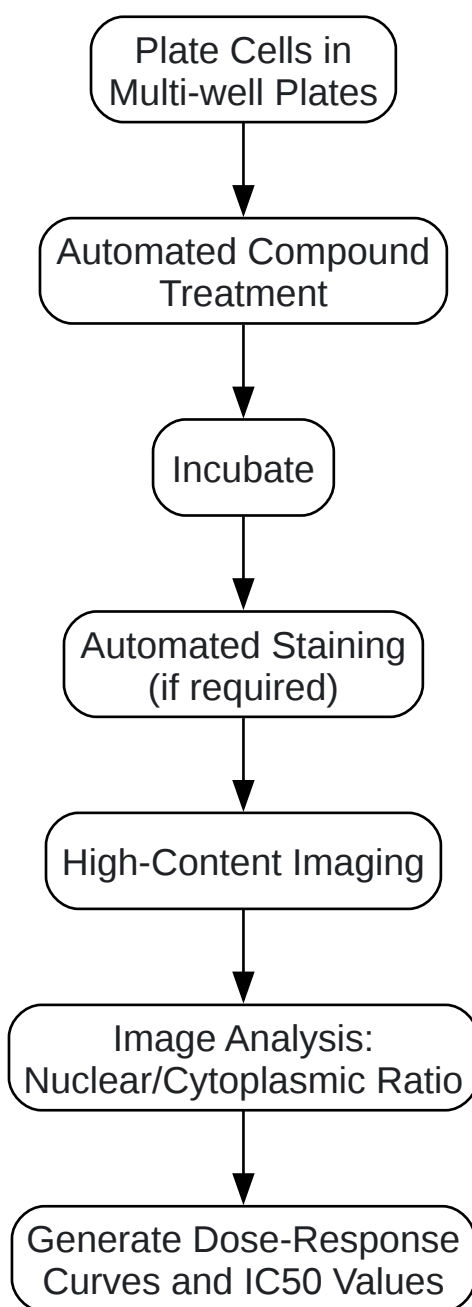 Plate Cells in
Multi-well Plates
Automated Compound
Treatment
Incubate
Automated Staining
(if required)
High-Content Imaging
Image Analysis:
Nuclear/Cytoplasmic Ratio
Generate Dose-Response
Curves and IC50 Values